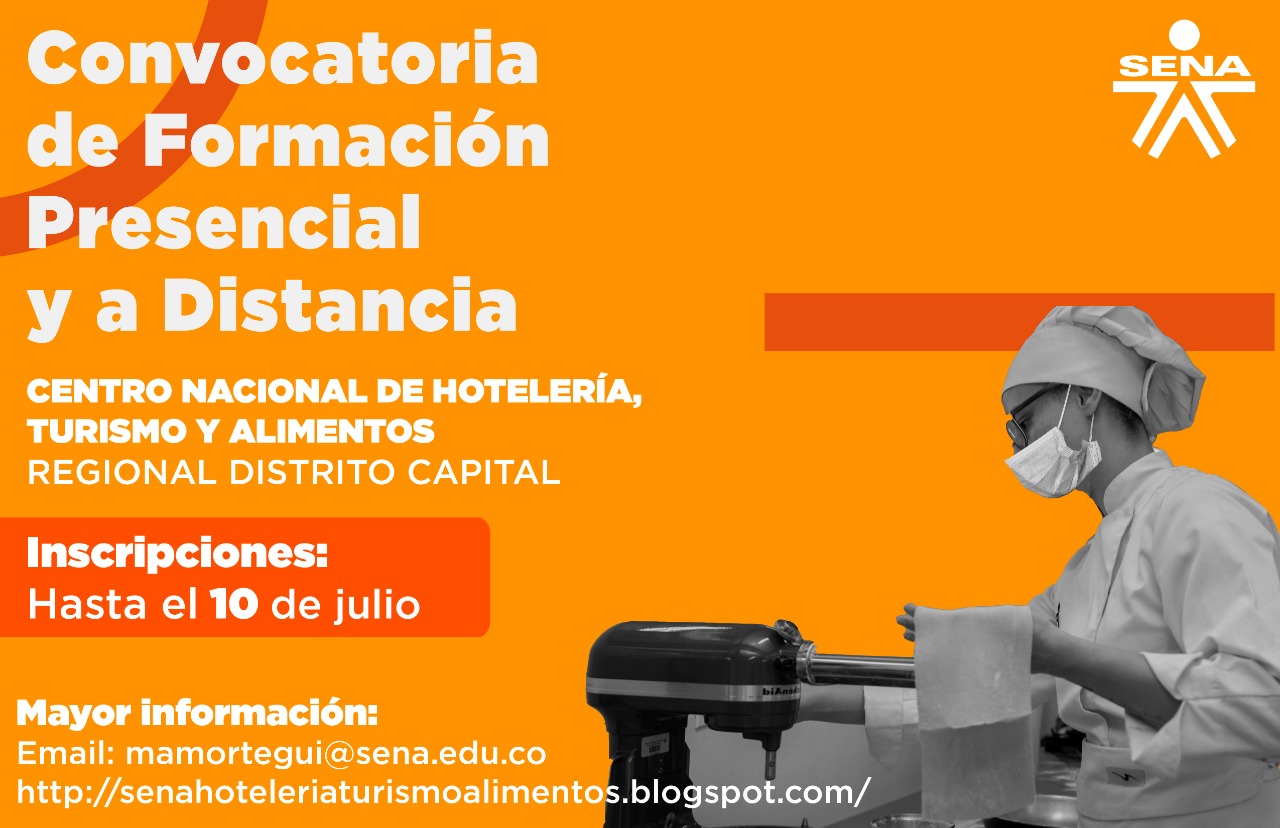 Convocatoria
de Formación
Presencial
y a Distancia
SENA
CENTRO NACIONAL DE HOTELERÍA,
TURISMO Y ALIMENTOS
REGIONAL DISTRITO CAPITAL
Inscripciones:
Hasta el 10 de julio
Mayor información:
Email: mamortegui@sena.edu.co
http://senahoteleriaturismoalimentos.blogspot.com/